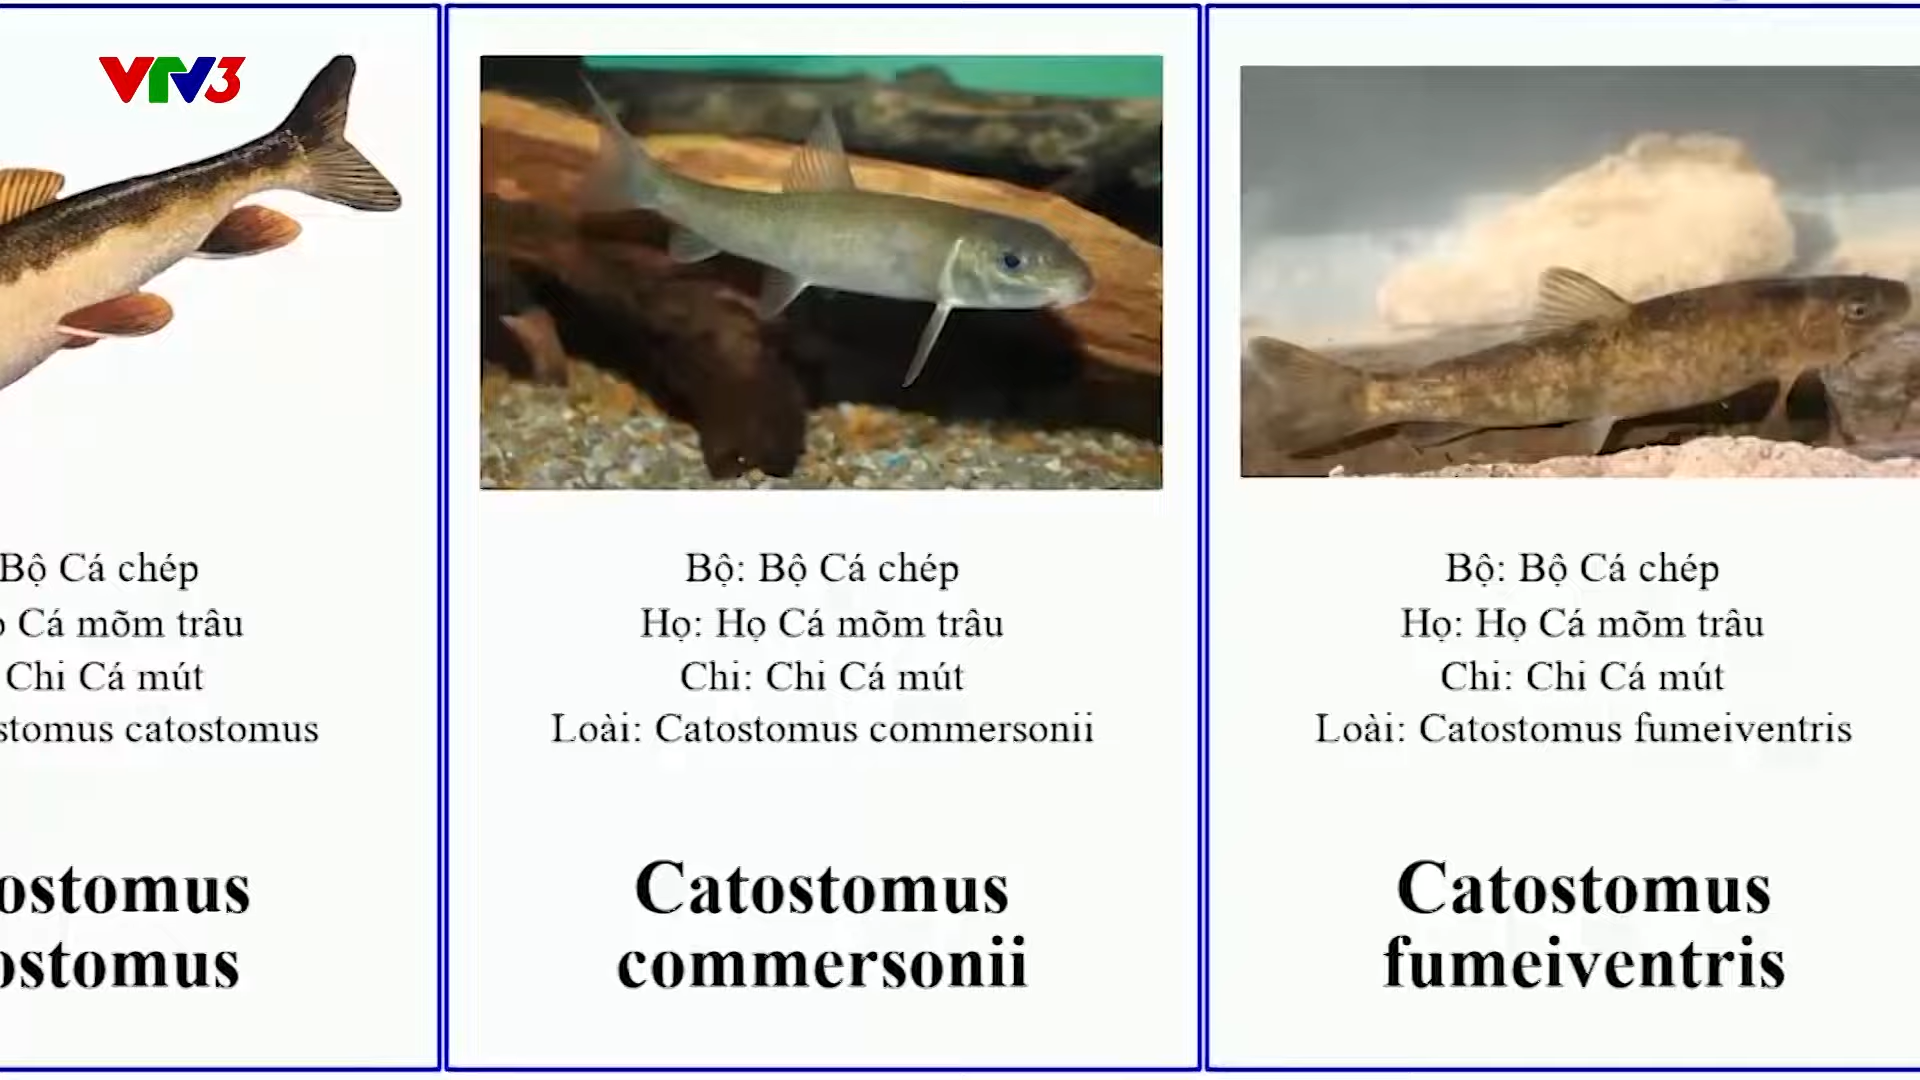 VTV3
Bộ Cá chép
Cá mõm trâu
Chi Cá mút
stomus catostomus
ostomus
ostomus
Bộ: Bộ Cá chép
Họ: Họ Cá mõm trâu
Chi: Chi Cá mút
Loài: Catostomus commersonii
Catostomus
commersonii
Bộ: Bộ Cá chép
Họ: Họ Cá mõm trâu
Chi: Chi Cá mút
Loài: Catostomus fumeiventris
Catostomus
fumeiventris